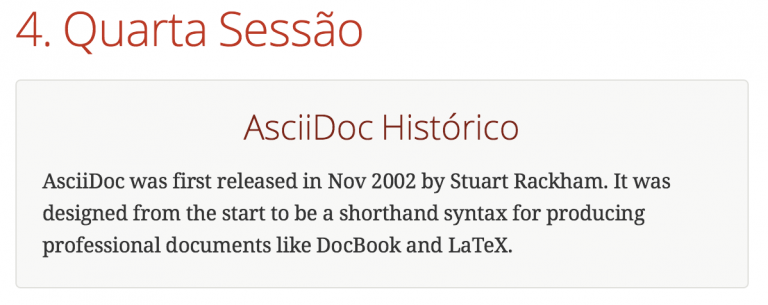 4. Quarta Sessão
AsciiDoc Histórico
AsciiDoc was first released in Nov 2002 by Stuart Rackham. It was
designed from the start to be a shorthand syntax for producing
professional documents like DocBook and LaTeX.